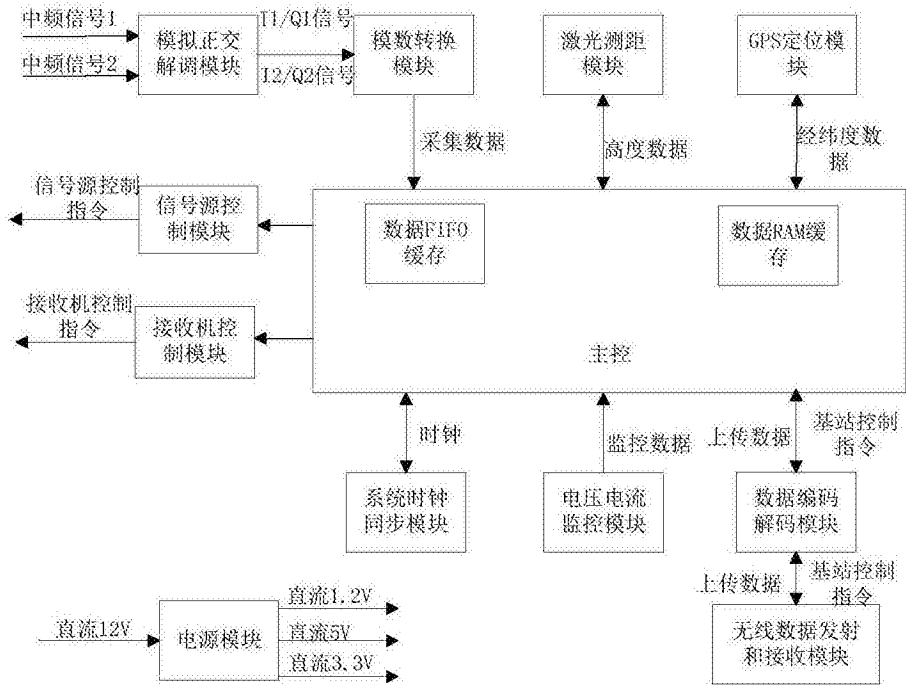 中频信号1
中频信号2
模拟正交
解调模块
I1/Q1信号
I2/Q2信号
模数转换
模块
激光测距
模块
GPS定位模
块
采集数据
高度数据
经纬度数
据
信号源控制
指令
信号源控
制模块
数据FIFO
缓存
数据RAM缓
存
接收机控制
指令
接收机控
制模块
主控
时钟
监控数据
上传数据
基站控制
指令
系统时钟
同步模块
电压电流
监控模块
数据编码
解码模块
上传数据
基站控制
指令
直流12V
电源模块
直流1.2V
直流5V
直流3.3V
无线数据发射
和接收模块